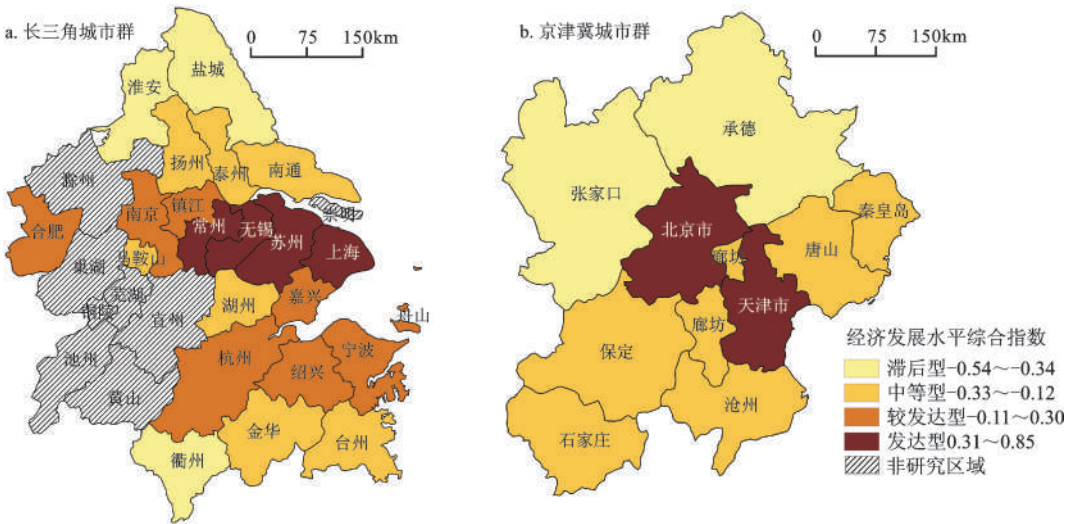 a. 长三角城市群
0 75 150km
盐城
淮安
扬州
泰州
南通
滁州
南京
镇江
崇明
合肥
常州
无锡
苏州
上海
巢湖
马鞍山
芜湖
铜陵
宣州
湖州
嘉兴
舟山
池州
杭州
宁波
绍兴
黄山
金华
台州
衢州
b. 京津冀城市群
0 75 150km
承德
张家口
秦皇岛
北京市
唐山
廊坊
天津市
廊坊
保定
沧州
石家庄
经济发展水平综合指数
滞后型-0.54～-0.34
中等型-0.33～-0.12
较发达型-0.11～0.30
发达型0.31～0.85
非研究区域